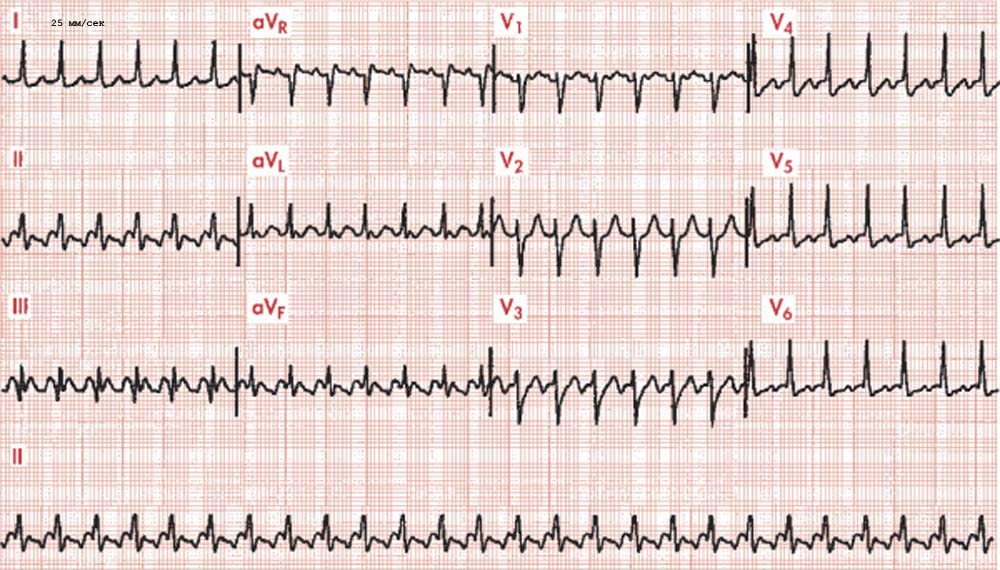 I 25 мм/сек aVR V1 V4
II aVL V2 V5
III aVF V3 V6
II